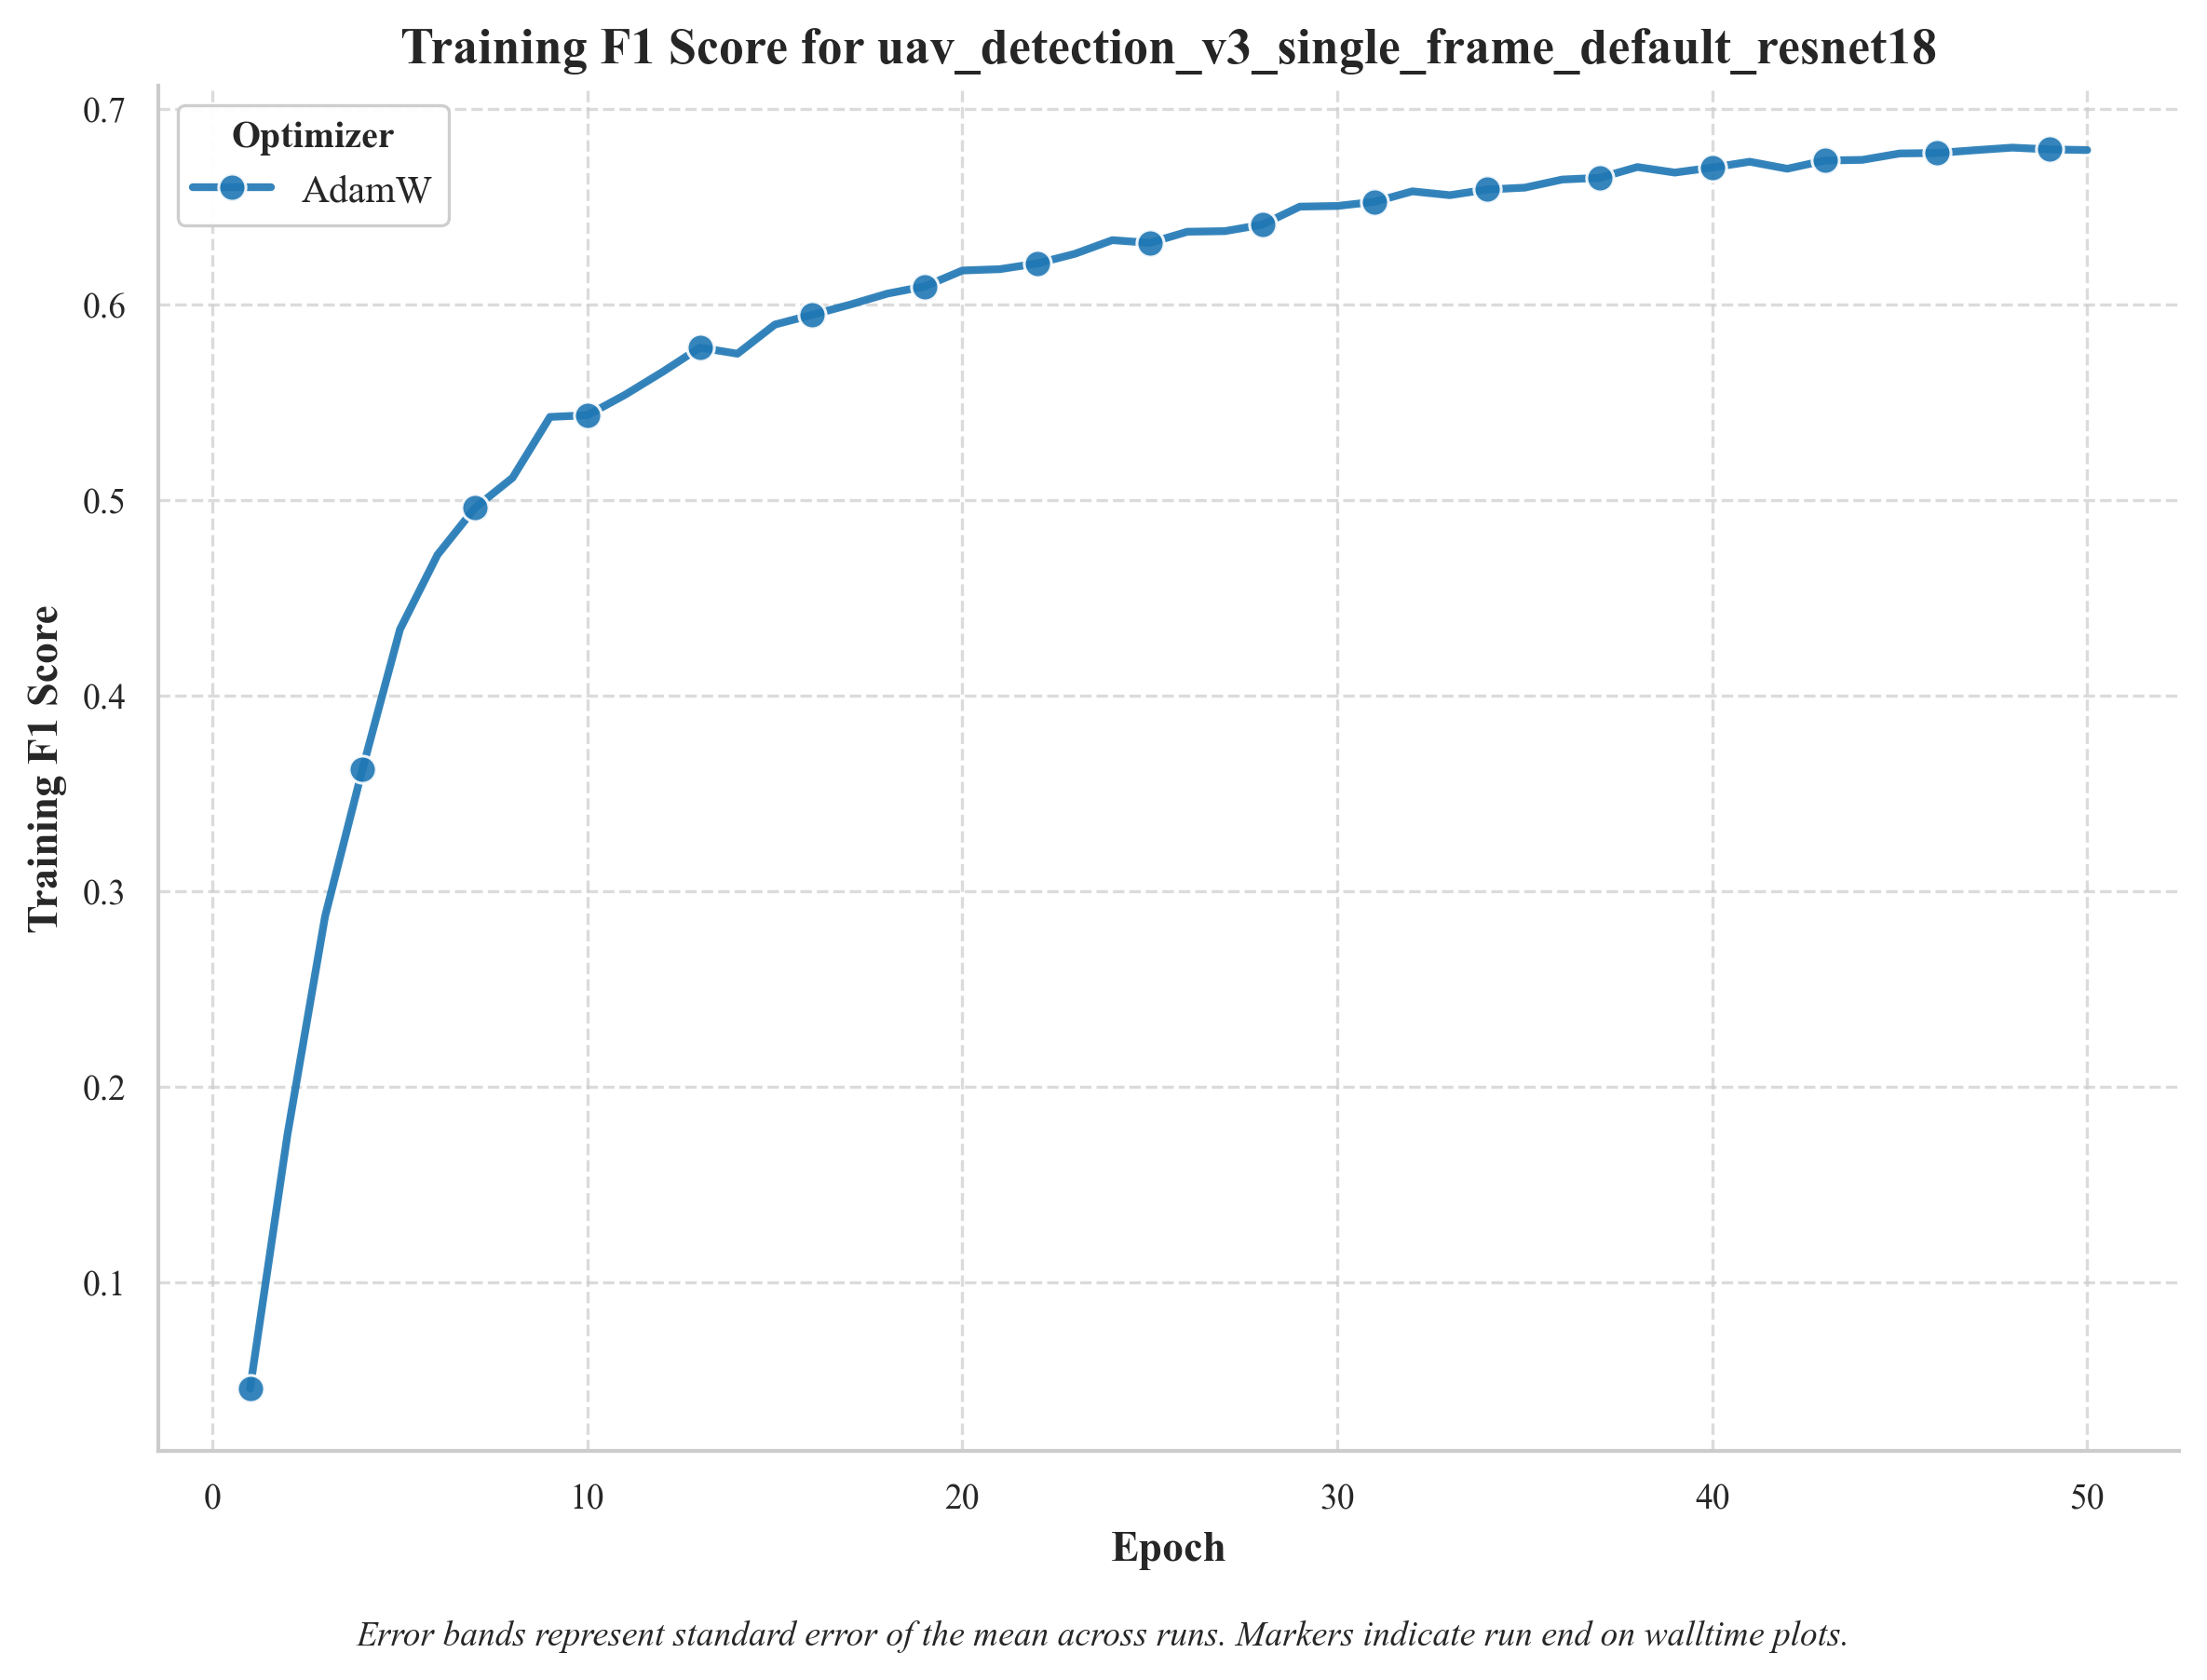 Training F1 Score for uav_detection_v3_single_frame_default_resnet18
Optimizer
AdamW
Training F1 Score
0.7
0.6
0.5
0.4
0.3
0.2
0.1
0 10 20 30 40 50
Epoch
Error bands represent standard error of the mean across runs. Markers indicate run end on walltime plots.